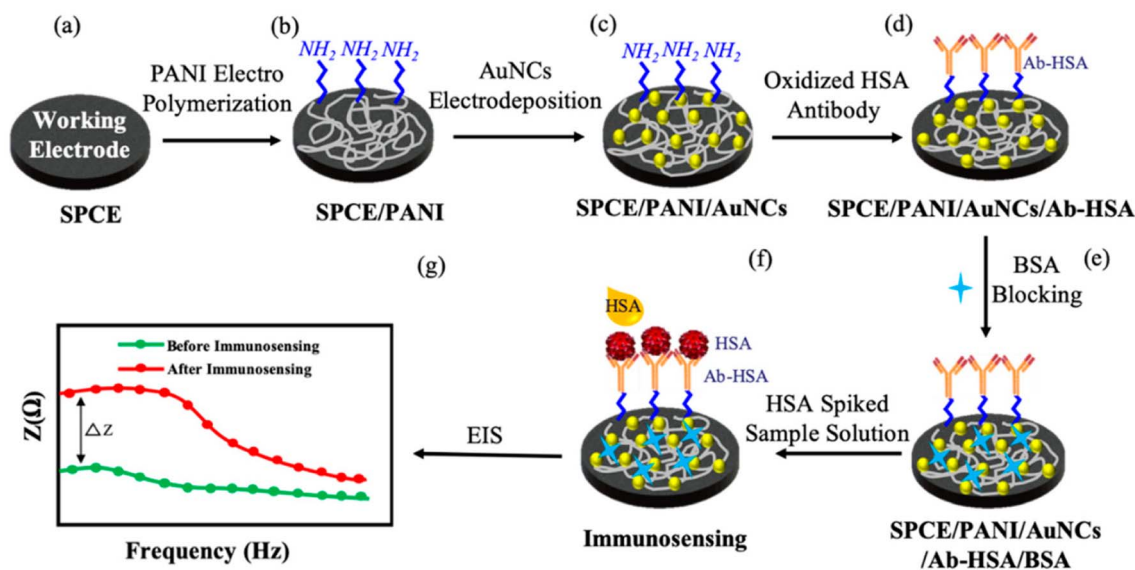 (a)
(b)
(c)
(d)
NH2 NH2 NH2
NH2 NH2 NH2
PANI Electro
Polymerization
AuNCs
Electrodeposition
Oxidized HSA
Antibody
Ab-HSA
Working
Electrode
SPCE
SPCE/PANI
SPCE/PANI/AuNCs
SPCE/PANI/AuNCs/Ab-HSA
(e)
BSA
Blocking
(f)
(g)
HSA
HSA
Ab-HSA
HSA Spiked
Sample Solution
EIS
Before Immunosensing
After Immunosensing
Z(Ω)
△Z
Frequency (Hz)
Immunosensing
SPCE/PANI/AuNCs
/Ab-HSA/BSA